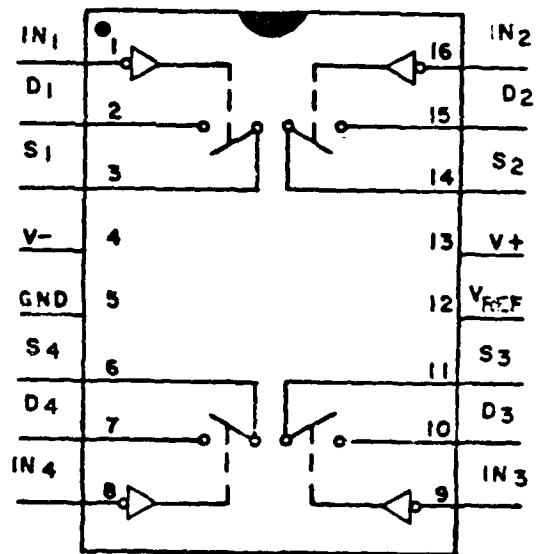 IN1 1 16 IN2
D1 2 15 D2
S1 3 14 S2
V- 4 13 V+
GND 5 12 VREF
S4 6 11 S3
D4 7 10 D3
IN4 8 9 IN3